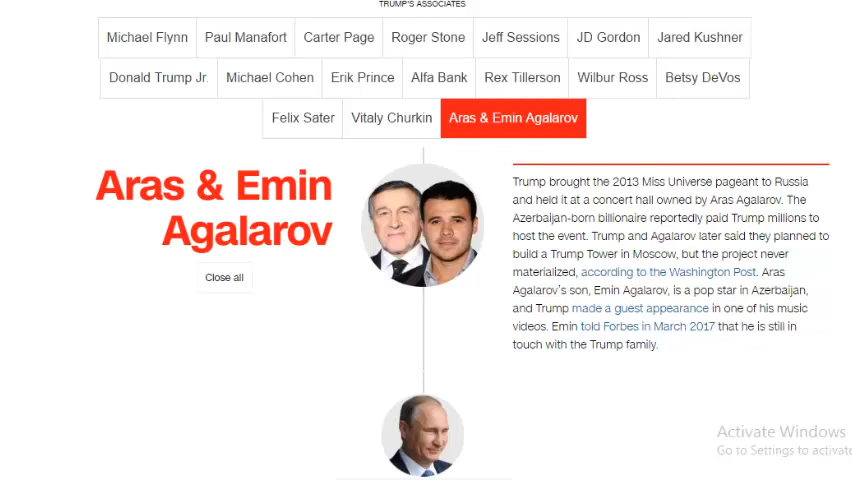 TRUMP'S ASSOCIATES
Michael Flynn Paul Manafort Carter Page Roger Stone Jeff Sessions JD Gordon Jared Kushner
Donald Trump Jr. Michael Cohen Erik Prince Alfa Bank Rex Tillerson Wilbur Ross Betsy DeVos
Felix Sater Vitaly Churkin Aras & Emin Agalarov
Aras & Emin
Agalarov
Close all
Trump brought the 2013 Miss Universe pageant to Russia
and held it at a concert hall owned by Aras Agalarov. The
Azerbaijan-born billionaire reportedly paid Trump millions to
host the event. Trump and Agalarov later said they planned to
build a Trump Tower in Moscow, but the project never
materialized, according to the Washington Post. Aras
Agalarov's son, Emin Agalarov, is a pop star in Azerbaijan,
and Trump made a guest appearance in one of his music
videos. Emin told Forbes in March 2017 that he is still in
touch with the Trump family.
Activate Windows
Go to Settings to activate